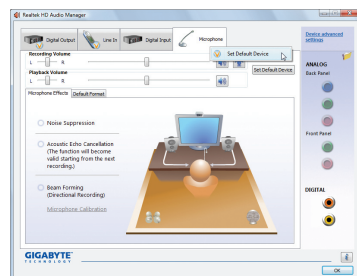 Realtek HD Audio Manager
Digital Output
Line In
Digital Input
Microphone
Device advanced
settings
Set Default Device
Recording Volume
L
R
Set Default Device
Playback Volume
L
R
ANALOG
Back Panel
Microphone Effects
Default Format
Noise Suppression
Acoustic Echo Cancellation
(The function will become
valid starting from the next
recording.)
Beam Forming
(Directional Recording)
Microphone Calibration
Front Panel
DIGITAL
GIGABYTE
TECHNOLOGY
i
OK